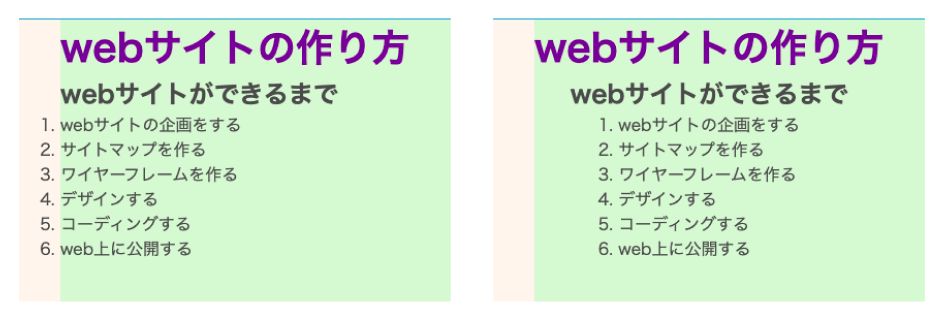 webサイトの作り方
webサイトができるまで
1. webサイトの企画をする
2. サイトマップを作る
3. ワイヤーフレームを作る
4. デザインする
5. コーディングする
6. web上に公開する
webサイトの作り方
webサイトができるまで
1. webサイトの企画をする
2. サイトマップを作る
3. ワイヤーフレームを作る
4. デザインする
5. コーディングする
6. web上に公開する